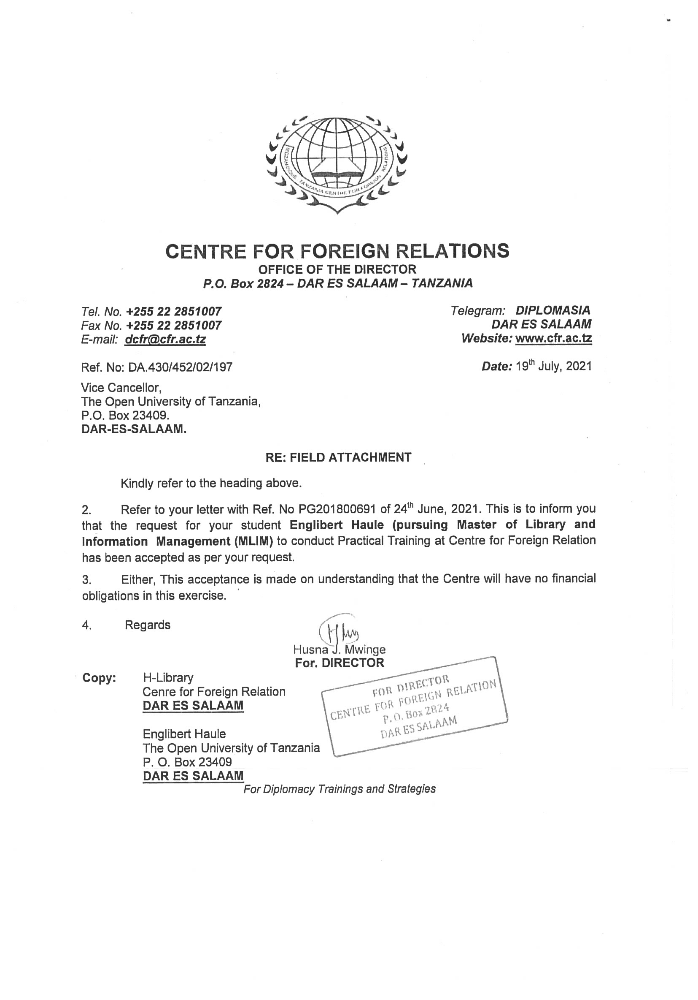 MOZAMBIQUE TANZANIA CENTRE FOR FOREIGN RELATIONS
CENTRE FOR FOREIGN RELATIONS
OFFICE OF THE DIRECTOR
P.O. Box 2824 – DAR ES SALAAM – TANZANIA
Tel. No. +255 22 2851007
Fax No. +255 22 2851007
E-mail: dcfr@cfr.ac.tz
Telegram: DIPLOMASIA
DAR ES SALAAM
Website: www.cfr.ac.tz
Ref. No: DA.430/452/02/197
Date: 19th July, 2021
Vice Cancellor,
The Open University of Tanzania,
P.O. Box 23409.
DAR-ES-SALAAM.
RE: FIELD ATTACHMENT
Kindly refer to the heading above.
2. Refer to your letter with Ref. No PG201800691 of 24th June, 2021. This is to inform you
that the request for your student Englibert Haule (pursuing Master of Library and
Information Management (MLIM) to conduct Practical Training at Centre for Foreign Relation
has been accepted as per your request.
3. Either, This acceptance is made on understanding that the Centre will have no financial
obligations in this exercise.
4. Regards
Husna J. Mwinge
For. DIRECTOR
Copy: H-Library
Cenre for Foreign Relation
DAR ES SALAAM
FOR DIRECTOR
CENTRE FOR FOREIGN RELATION
P.O. Box 2824
DAR ES SALAAM
Englibert Haule
The Open University of Tanzania
P. O. Box 23409
DAR ES SALAAM
For Diplomacy Trainings and Strategies